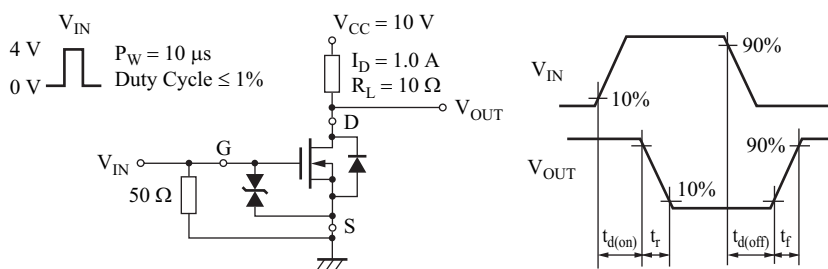 V_IN
4 V
0 V
P_W = 10 μs
Duty Cycle ≤ 1%
V_CC = 10 V
I_D = 1.0 A
R_L = 10 Ω
V_OUT
D
V_IN
G
50 Ω
S
V_IN
10%
90%
V_OUT
90%
10%
t_d(on)
t_r
t_d(off)
t_f